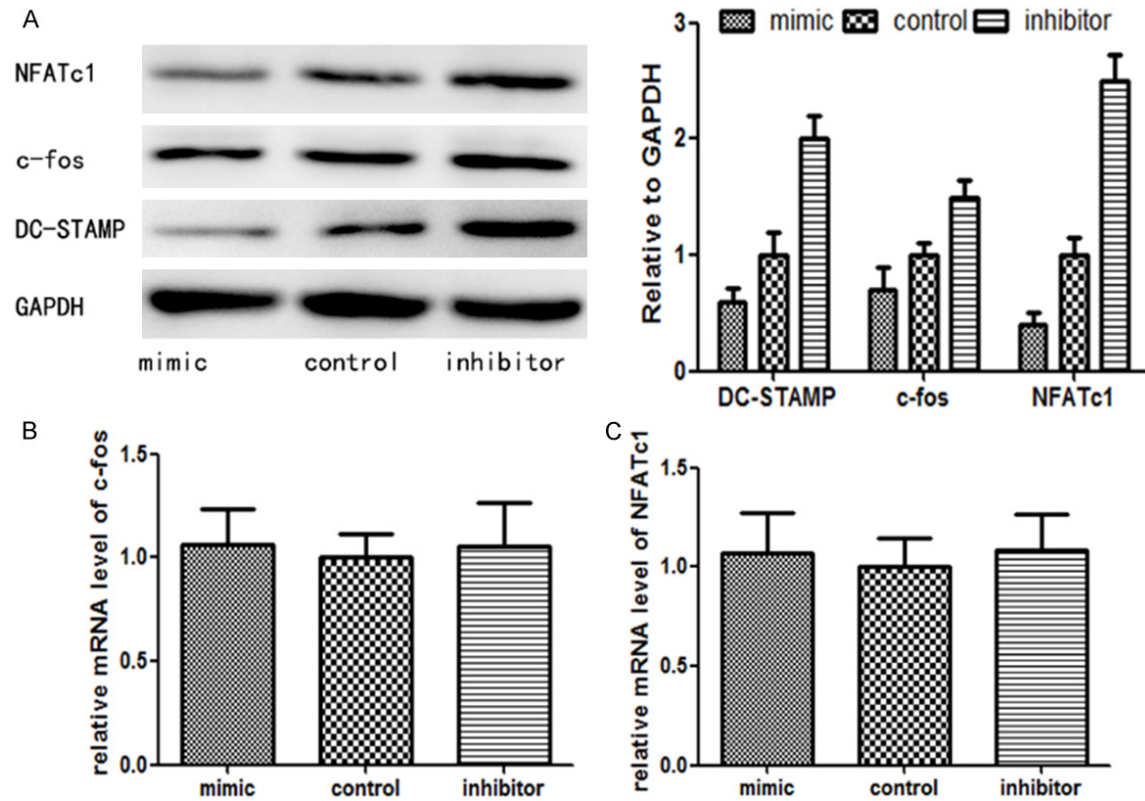 A
NFATc1
c-fos
DC-STAMP
GAPDH
mimic control inhibitor
mimic control inhibitor
Relative to GAPDH
3
2
1
0
DC-STAMP c-fos NFATc1
B
relative mRNA level of c-fos
1.5
1.0
0.5
0.0
mimic control inhibitor
C
relative mRNA level of NFATc1
1.5
1.0
0.5
0.0
mimic control inhibitor